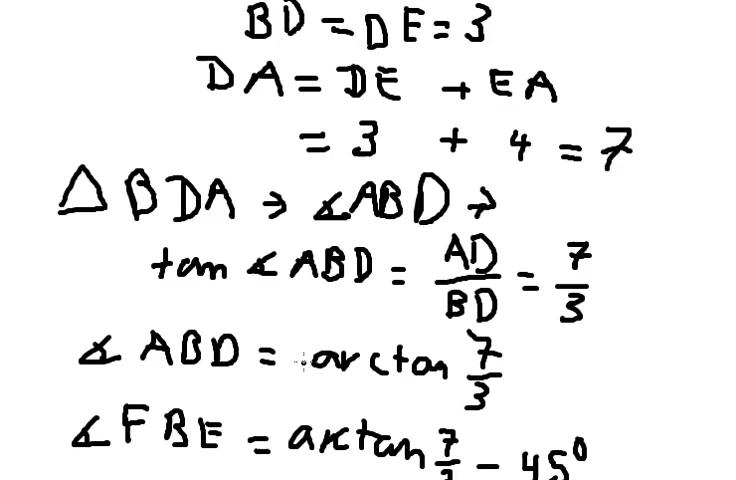 BD = DE = 3
DA = DE + EA
= 3 + 4 = 7
△ BDA → ∡ABD →
tan ∡ ABD = AD/BD = 7/3
∡ ABD = arctan 7/3
∡ FBE = arctan 7/3 - 45°